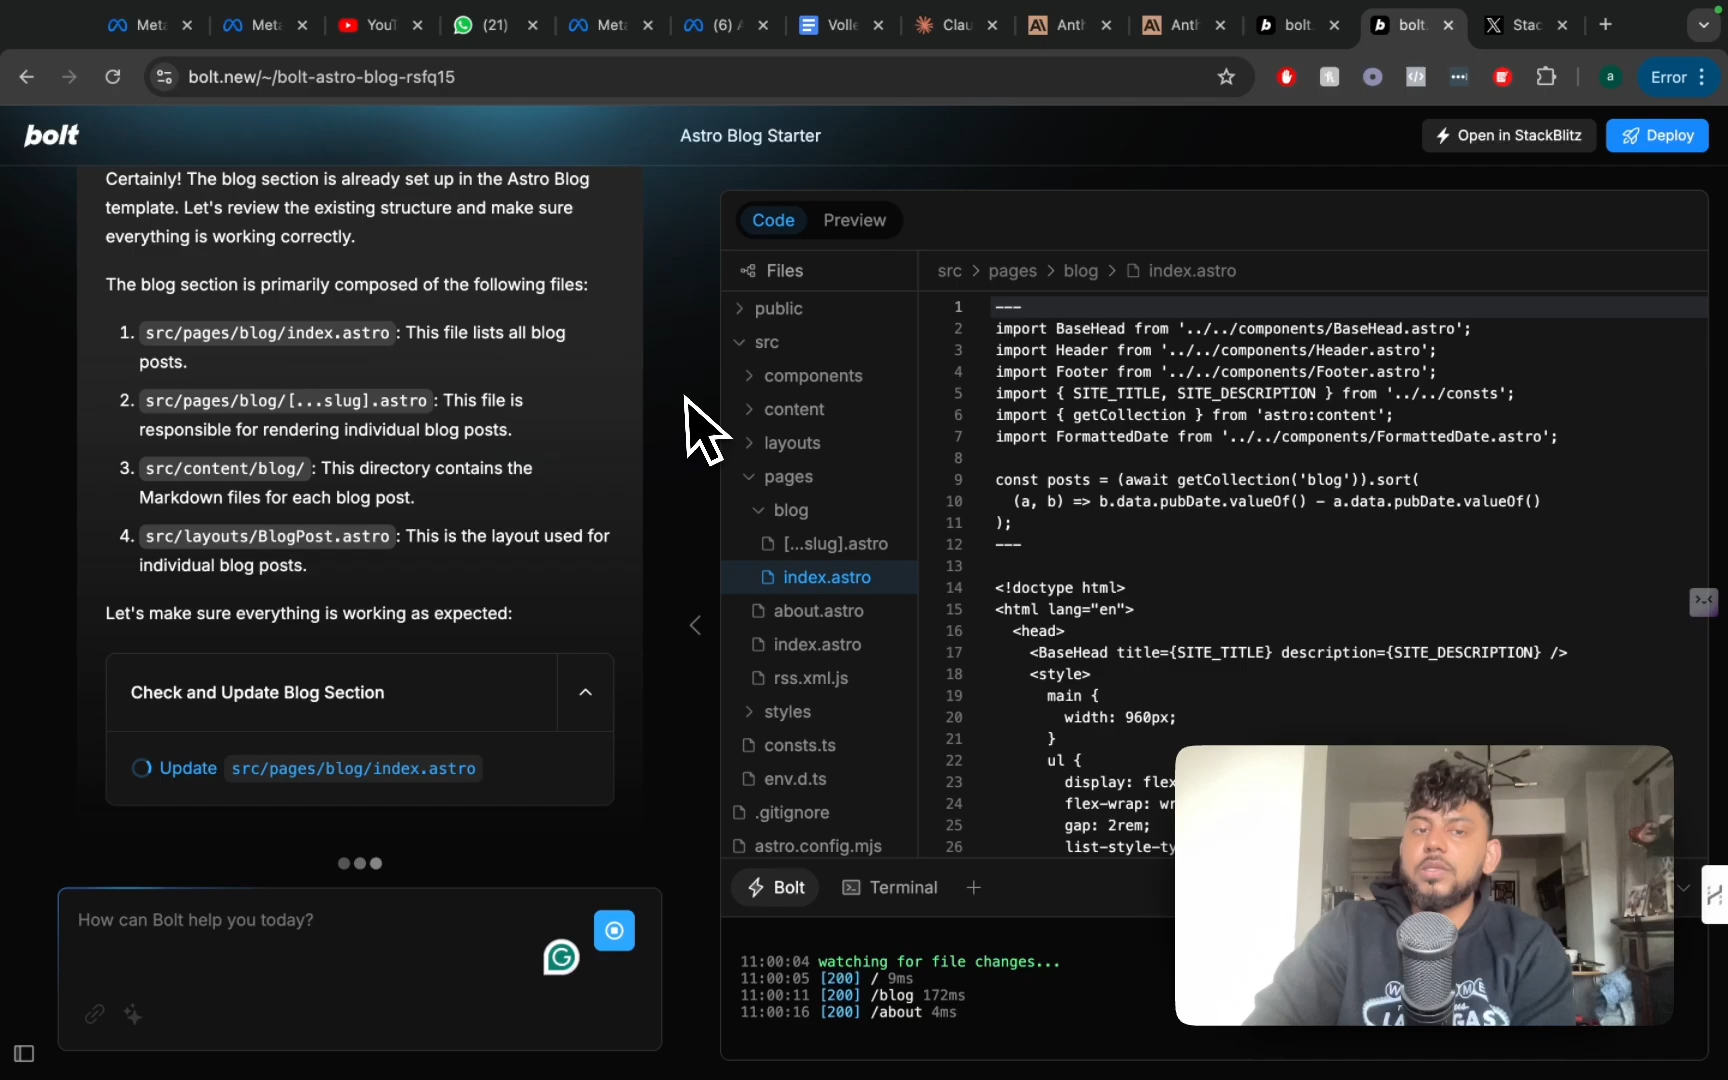 Meta
Meta
YouT
(21)
Meta
(6) A
Volle
Clau
Anth
Anth
bolt.
bolt.
Stac
bolt.new/~/bolt-astro-blog-rsfq15
a
Error
bolt
Astro Blog Starter
Open in StackBlitz
Deploy
Certainly! The blog section is already set up in the Astro Blog
template. Let's review the existing structure and make sure
everything is working correctly.
The blog section is primarily composed of the following files:
1. src/pages/blog/index.astro: This file lists all blog
posts.
2. src/pages/blog/[...slug].astro: This file is
responsible for rendering individual blog posts.
3. src/content/blog/: This directory contains the
Markdown files for each blog post.
4. src/layouts/BlogPost.astro: This is the layout used for
individual blog posts.
Let's make sure everything is working as expected:
Check and Update Blog Section
Update src/pages/blog/index.astro
How can Bolt help you today?
Code
Preview
Files
public
src
components
content
layouts
pages
blog
[...slug].astro
index.astro
about.astro
index.astro
rss.xml.js
styles
consts.ts
env.d.ts
.gitignore
astro.config.mjs
src > pages > blog > index.astro
1 ---
2 import BaseHead from '../../components/BaseHead.astro';
3 import Header from '../../components/Header.astro';
4 import Footer from '../../components/Footer.astro';
5 import { SITE_TITLE, SITE_DESCRIPTION } from '../../consts';
6 import { getCollection } from 'astro:content';
7 import FormattedDate from '../../components/FormattedDate.astro';
8
9 const posts = (await getCollection('blog')).sort(
10 (a, b) => b.data.pubDate.valueOf() - a.data.pubDate.valueOf()
11 );
12 ---
13
14 <!doctype html>
15 <html lang="en">
16 <head>
17 <BaseHead title={SITE_TITLE} description={SITE_DESCRIPTION} />
18 <style>
19 main {
20 width: 960px;
21 }
22 ul {
23 display: flex
24 flex-wrap: wr
25 gap: 2rem;
26 list-style-ty
Bolt
Terminal
11:00:04 watching for file changes...
11:00:05 [200] / 9ms
11:00:11 [200] /blog 172ms
11:00:16 [200] /about 4ms